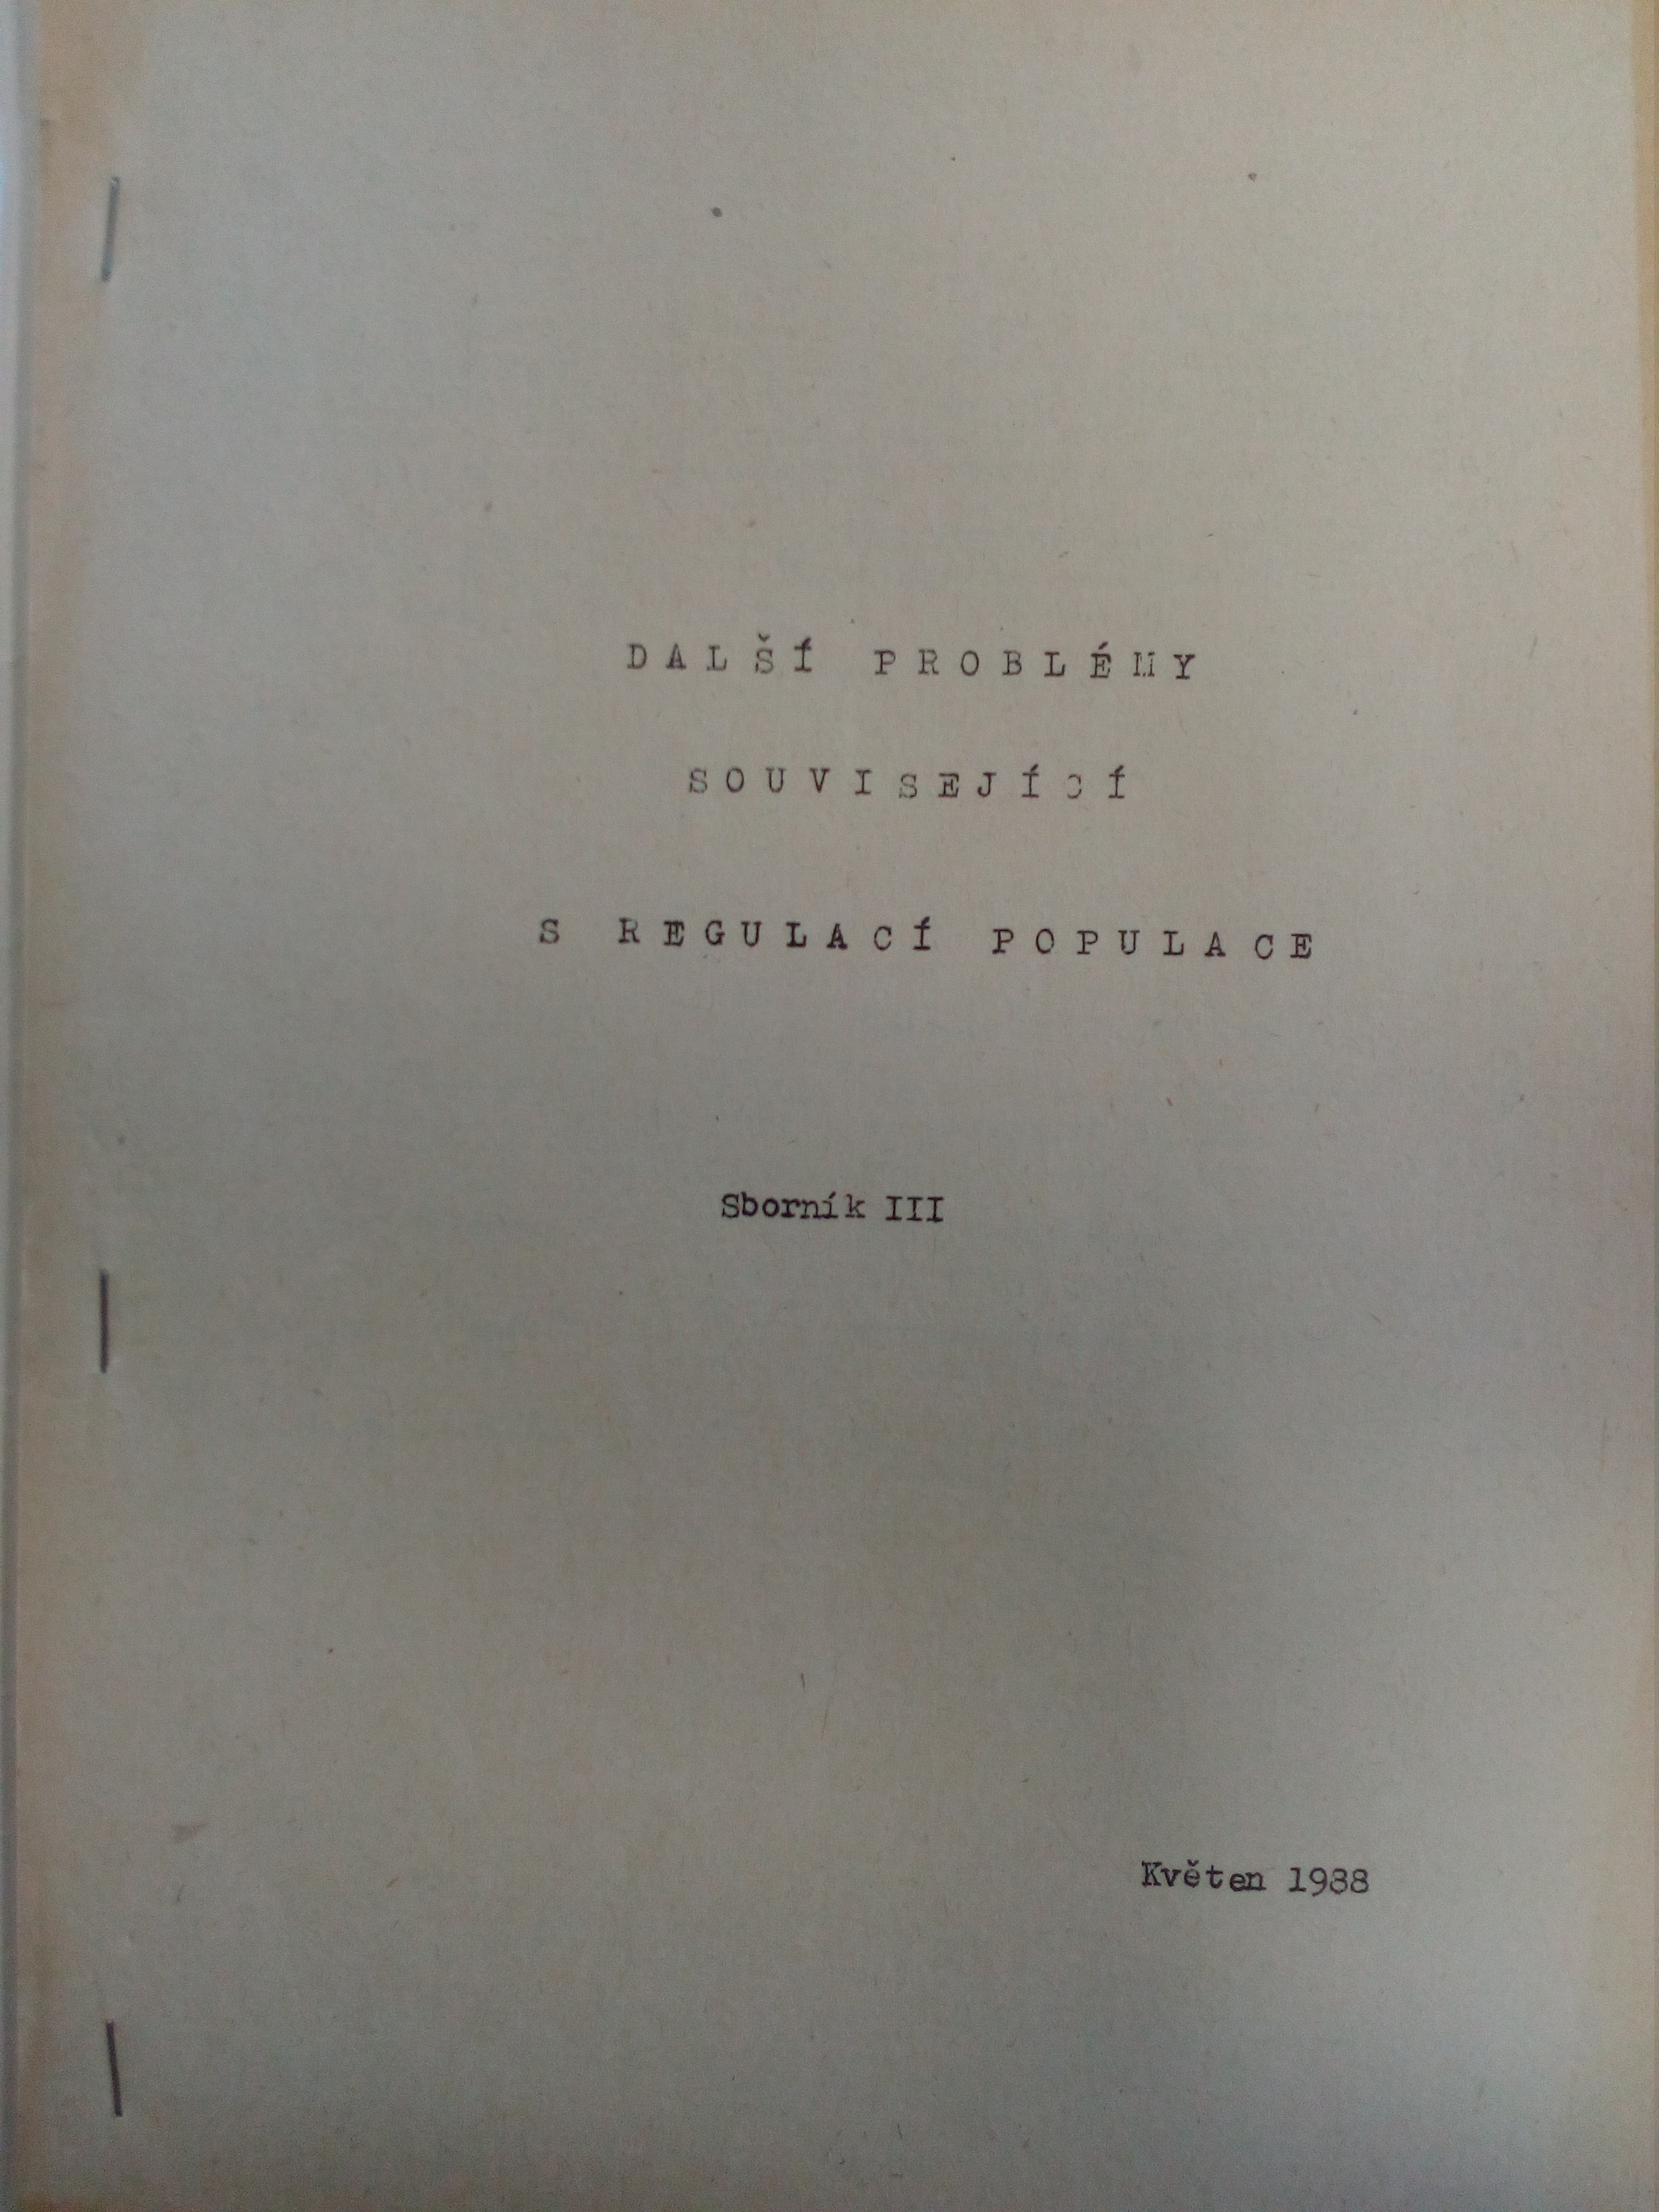 DALŠÍ PROBLÉMY
SOUVISEJÍCÍ
S REGULACÍ POPULACE
Sborník III
Květen 1988